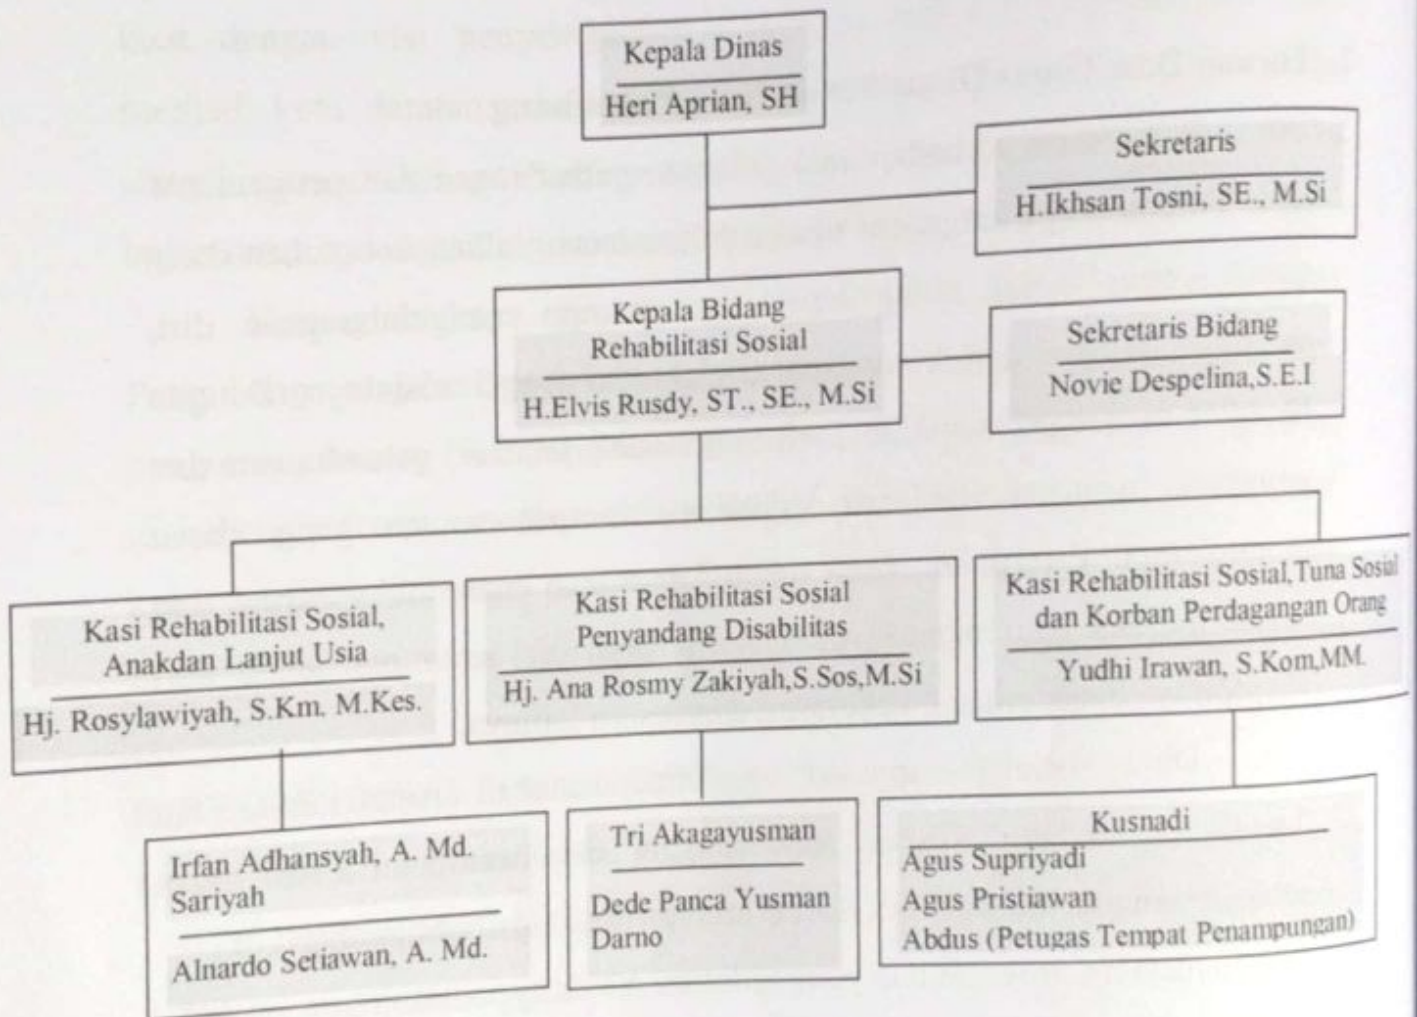 Kepala Dinas
Heri Aprian, SH
Sekretaris
H.Ikhsan Tosni, SE., M.Si
Kepala Bidang
Rehabilitasi Sosial
H.Elvis Rusdy, ST., SE., M.Si
Sekretaris Bidang
Novie Despelina,S.E.I
Kasi Rehabilitasi Sosial,
Anakdan Lanjut Usia
Hj. Rosylawiyah, S.Km. M.Kes.
Kasi Rehabilitasi Sosial
Penyandang Disabilitas
Hj. Ana Rosmy Zakiyah,S.Sos,M.Si
Kasi Rehabilitasi Sosial,Tuna Sosial
dan Korban Perdagangan Orang
Yudhi Irawan, S.Kom,MM.
Irfan Adhansyah, A. Md.
Sariyah
Alnardo Setiawan, A. Md.
Tri Akagayusman
Dede Panca Yusman
Darno
Kusnadi
Agus Supriyadi
Agus Pristiawan
Abdus (Petugas Tempat Penampungan)